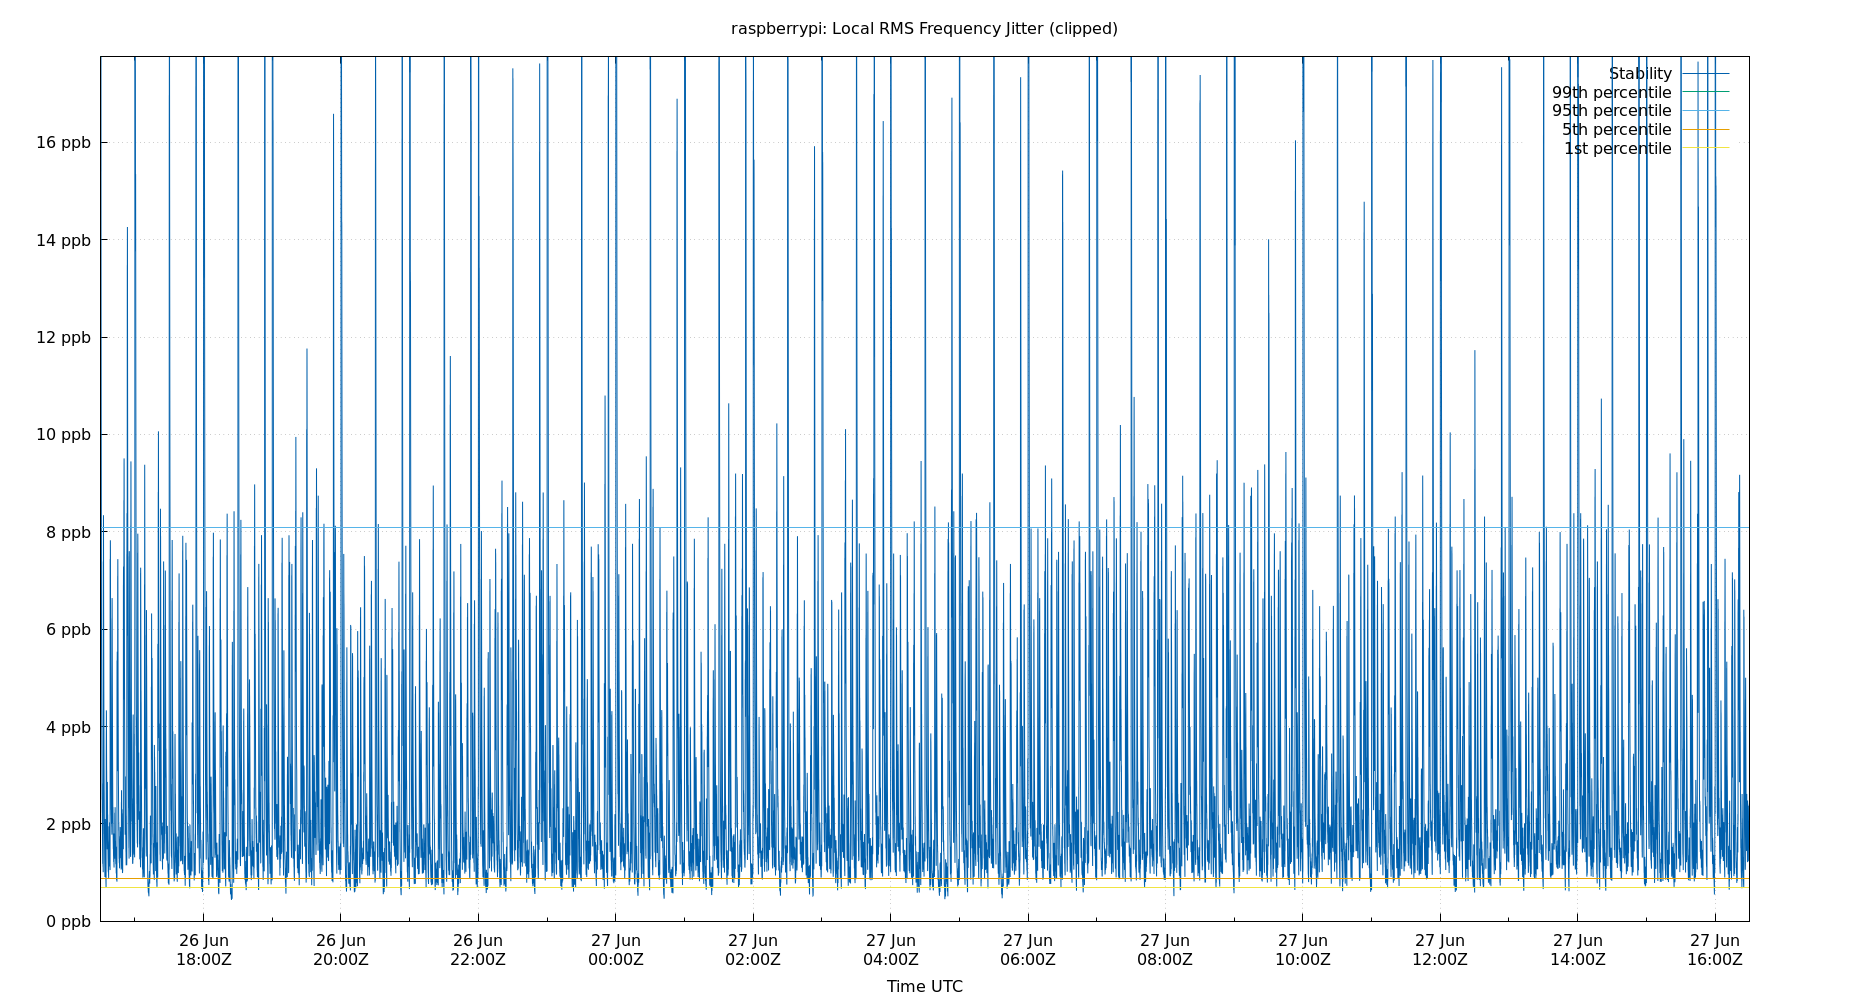 raspberrypi: Local RMS Frequency Jitter (clipped)
Stability
99th percentile
95th percentile
5th percentile
1st percentile
16 ppb
14 ppb
12 ppb
10 ppb
8 ppb
6 ppb
4 ppb
2 ppb
0 ppb
26 Jun 26 Jun 26 Jun 27 Jun 27 Jun 27 Jun 27 Jun 27 Jun 27 Jun 27 Jun 27 Jun 27 Jun
18:00Z 20:00Z 22:00Z 00:00Z 02:00Z 04:00Z 06:00Z 08:00Z 10:00Z 12:00Z 14:00Z 16:00Z
Time UTC